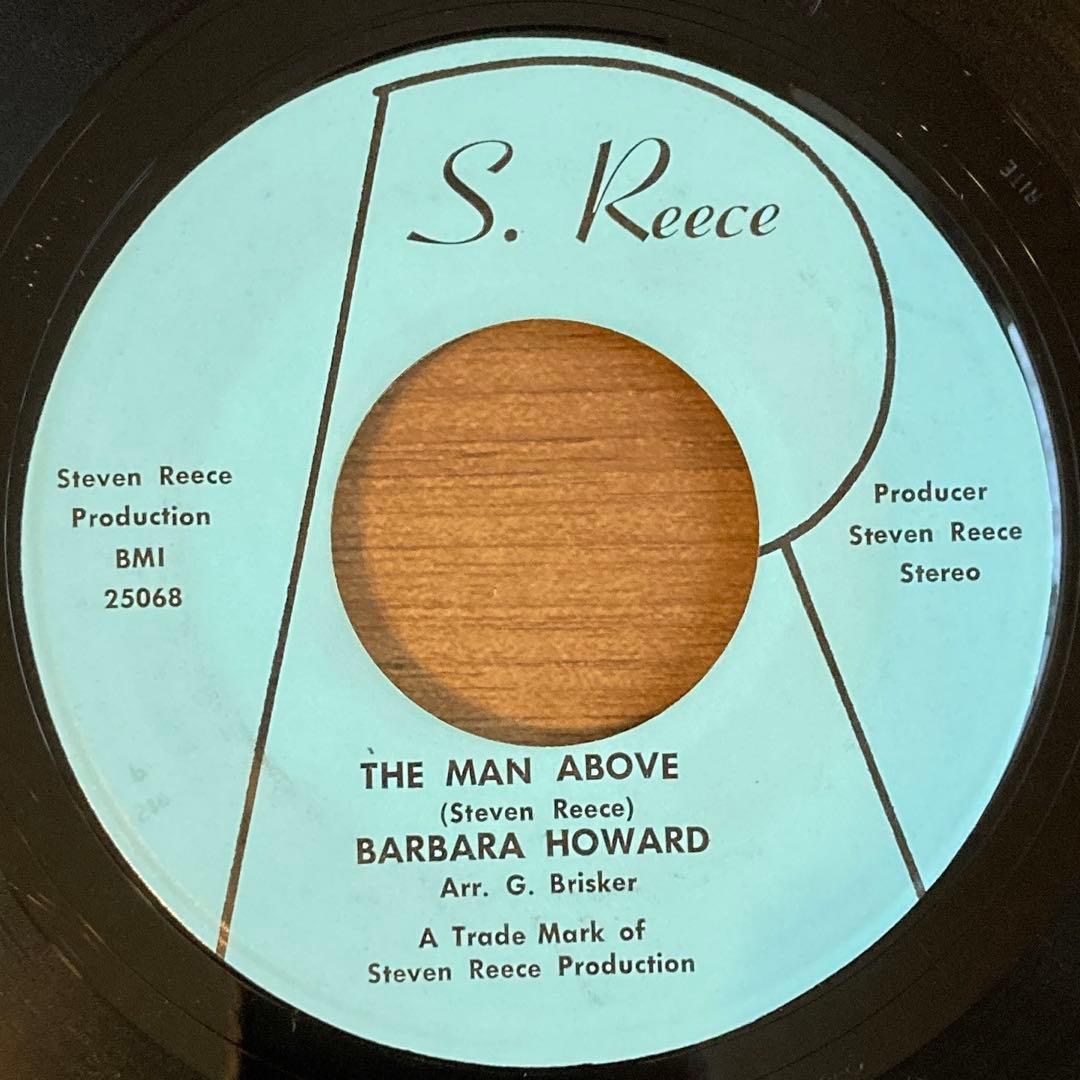 S. Reece
RITE
Steven Reece
Production
BMI
25068
Producer
Steven Reece
Stereo
THE MAN ABOVE
(Steven Reece)
BARBARA HOWARD
Arr. G. Brisker
A Trade Mark of
Steven Reece Production